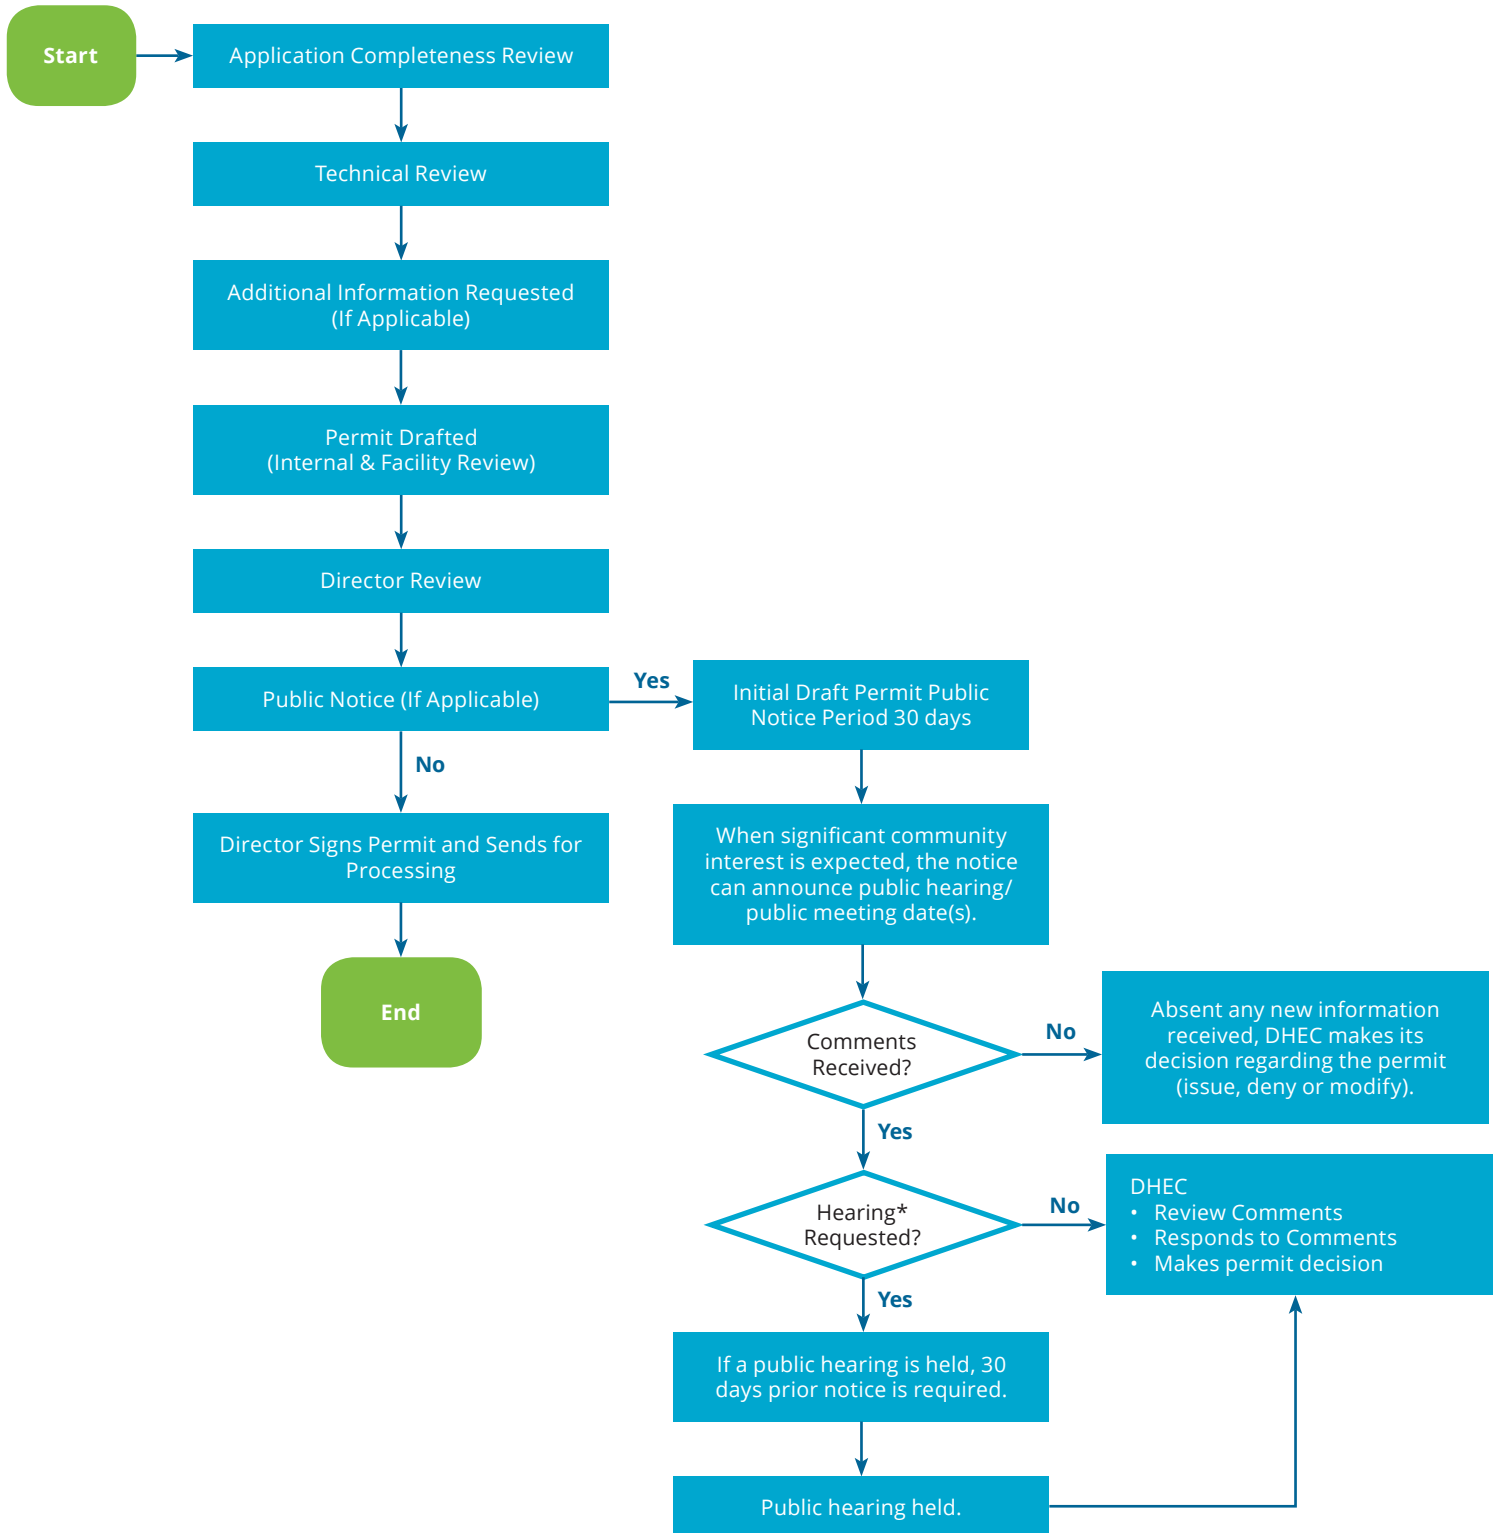 Start
Application Completeness Review
Technical Review
Additional Information Requested
(If Applicable)
Permit Drafted
(Internal & Facility Review)
Director Review
Public Notice (If Applicable)
Yes
Initial Draft Permit Public
Notice Period 30 days
No
Director Signs Permit and Sends for
Processing
End
When significant community
interest is expected, the notice
can announce public hearing/
public meeting date(s).
Comments
Received?
No
Absent any new information
received, DHEC makes its
decision regarding the permit
(issue, deny or modify).
Yes
Hearing*
Requested?
No
DHEC
• Review Comments
• Responds to Comments
• Makes permit decision
Yes
If a public hearing is held, 30
days prior notice is required.
Public hearing held.